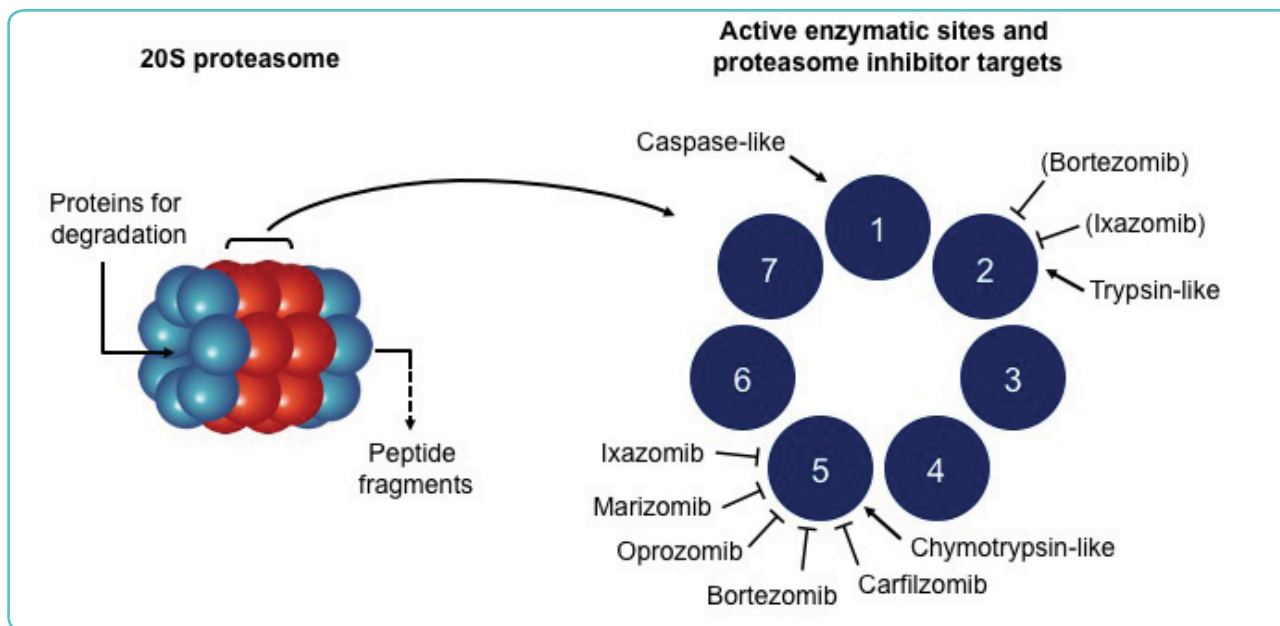 20S proteasome
Active enzymatic sites and
proteasome inhibitor targets
Proteins for
degradation
Peptide
fragments
Caspase-like
(Bortezomib)
(Ixazomib)
Trypsin-like
1
2
3
4
5
6
7
Ixazomib
Marizomib
Oprozomib
Bortezomib
Carfilzomib
Chymotrypsin-like